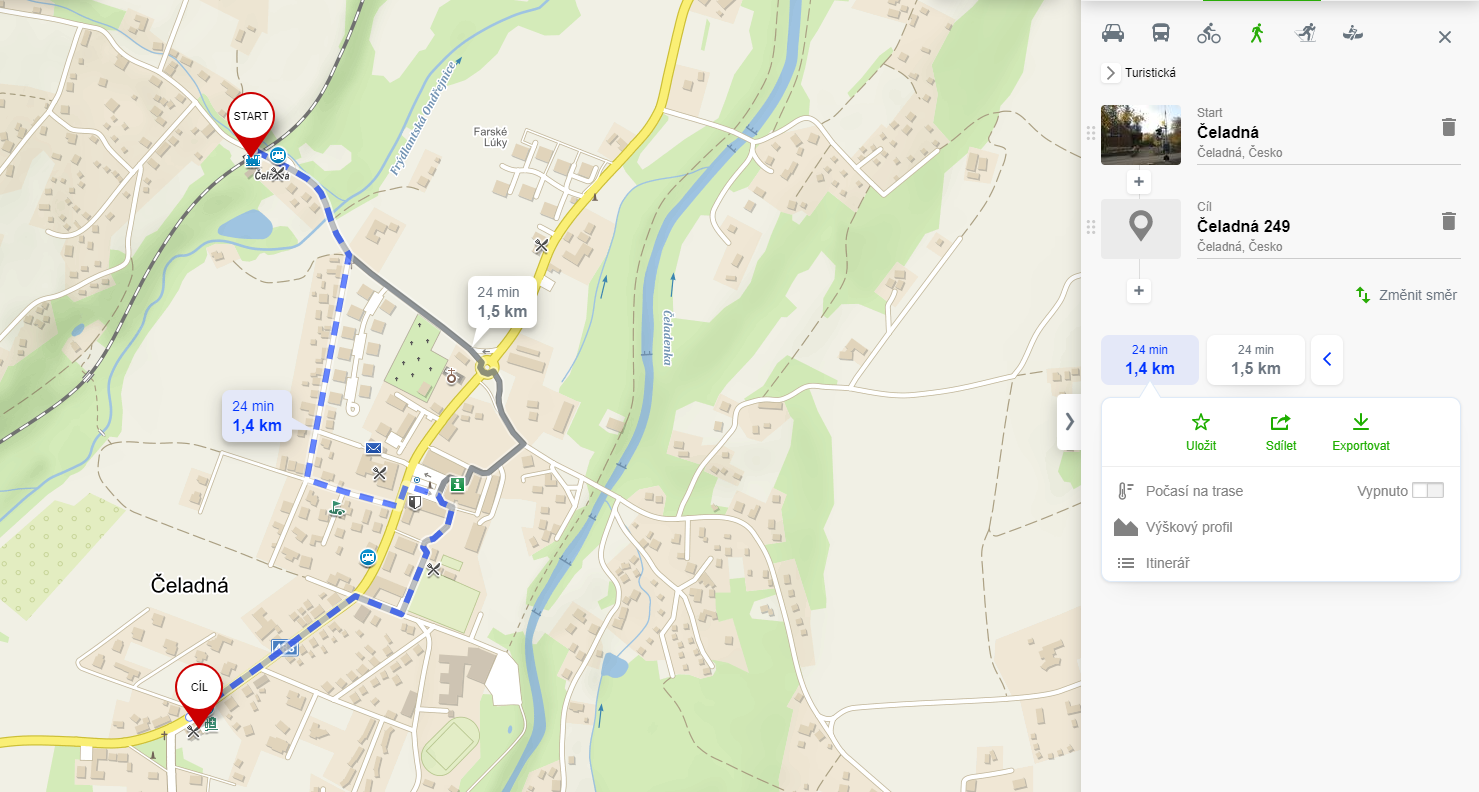 START
Čeladná
Frýdlantská Ondřejnice
Farské
Lúky
24 min
1,5 km
Čeladenka
24 min
1,4 km
Čeladná
CÍL
Turistická
Start
Čeladná
Čeladná, Česko
+
Cíl
Čeladná 249
Čeladná, Česko
+
Změnit směr
24 min
1,4 km
24 min
1,5 km
Uložit
Sdílet
Exportovat
Počasí na trase
Vypnuto
Výškový profil
Itinerář